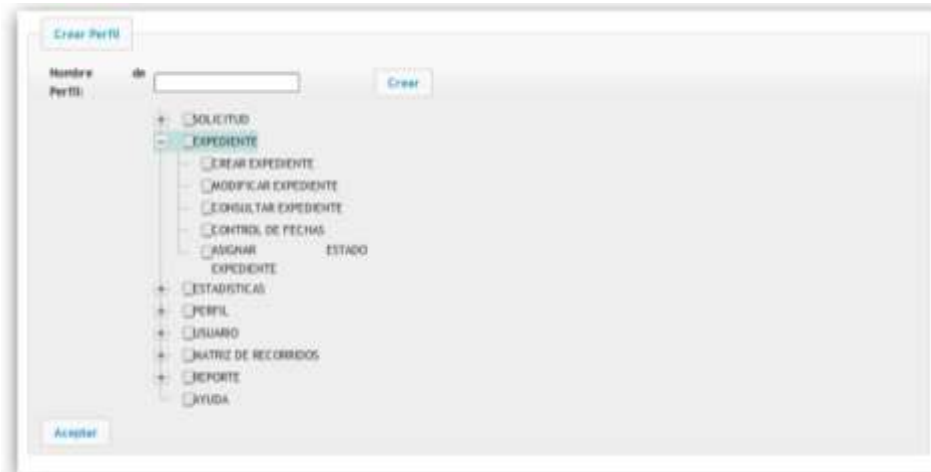 Crear Perfil
Nombre de
Perfil:
Crear
SOLICITUD
EXPEDIENTE
CREAR EXPEDIENTE
MODIFICAR EXPEDIENTE
CONSULTAR EXPEDIENTE
CONTROL DE FECHAS
ASIGNAR ESTADO
EXPEDIENTE
ESTADISTICAS
PERFIL
USUARIO
MATRIZ DE RECORRIDOS
REPORTE
AYUDA
Aceptar